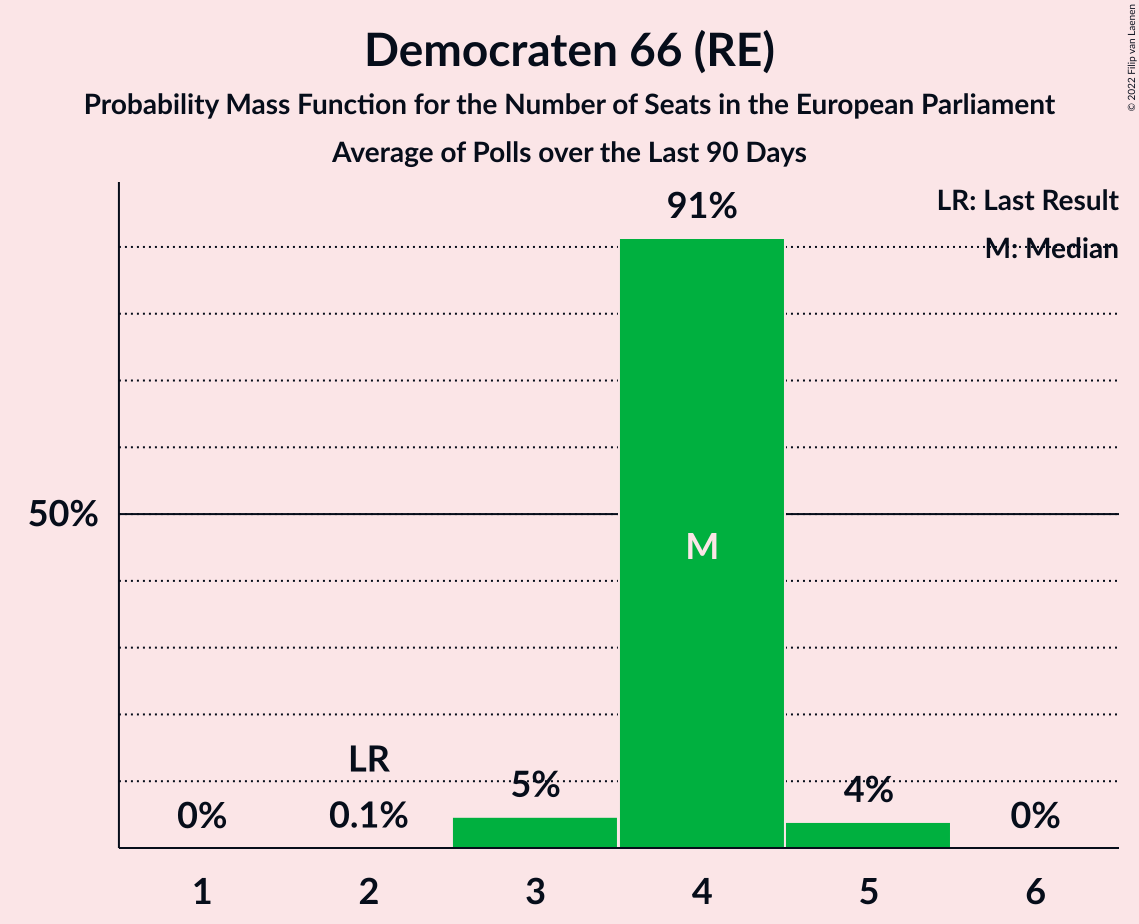 Democraten 66 (RE)
Probability Mass Function for the Number of Seats in the European Parliament
Average of Polls over the Last 90 Days
© 2022 Filip van Laenen
LR: Last Result
M: Median
91%
50%
M
LR
0%
0.1%
5%
4%
0%
1 2 3 4 5 6